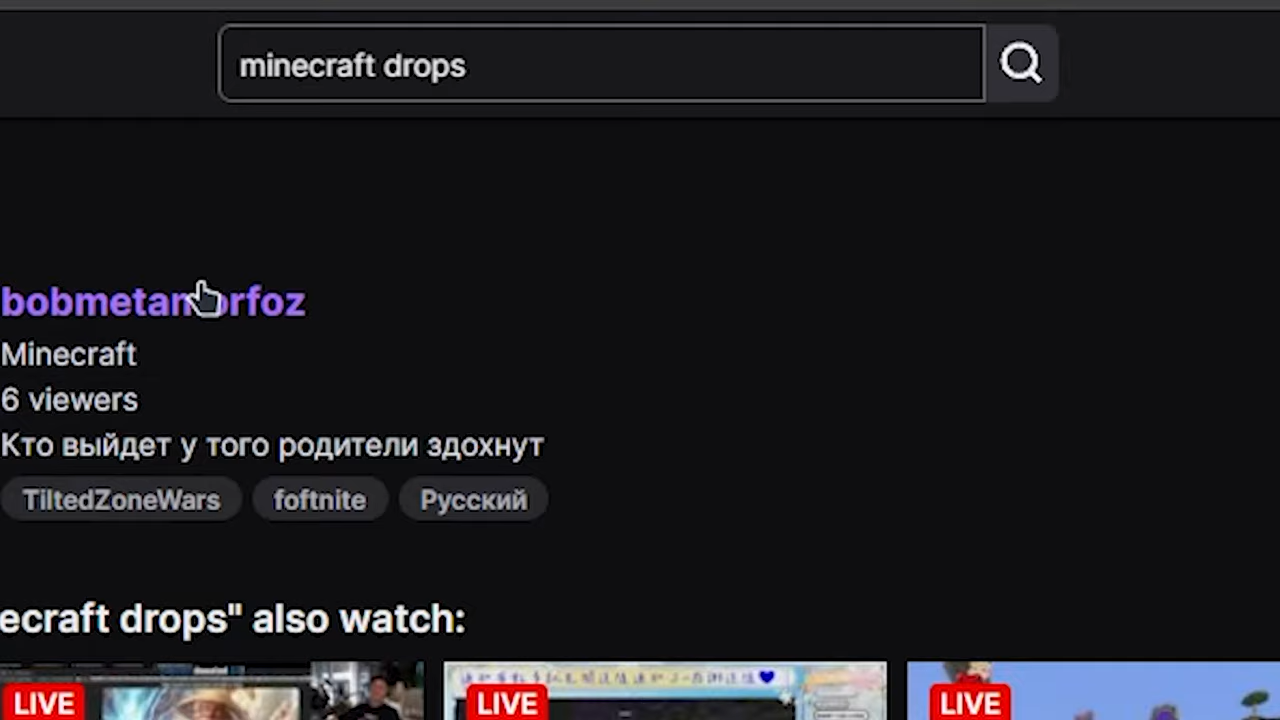 minecraft drops
bobmetamorfoz
Minecraft
6 viewers
Кто выйдет у того родители здохнут
TiltedZoneWars foftnite Русский
ecraft drops" also watch:
LIVE LIVE LIVE